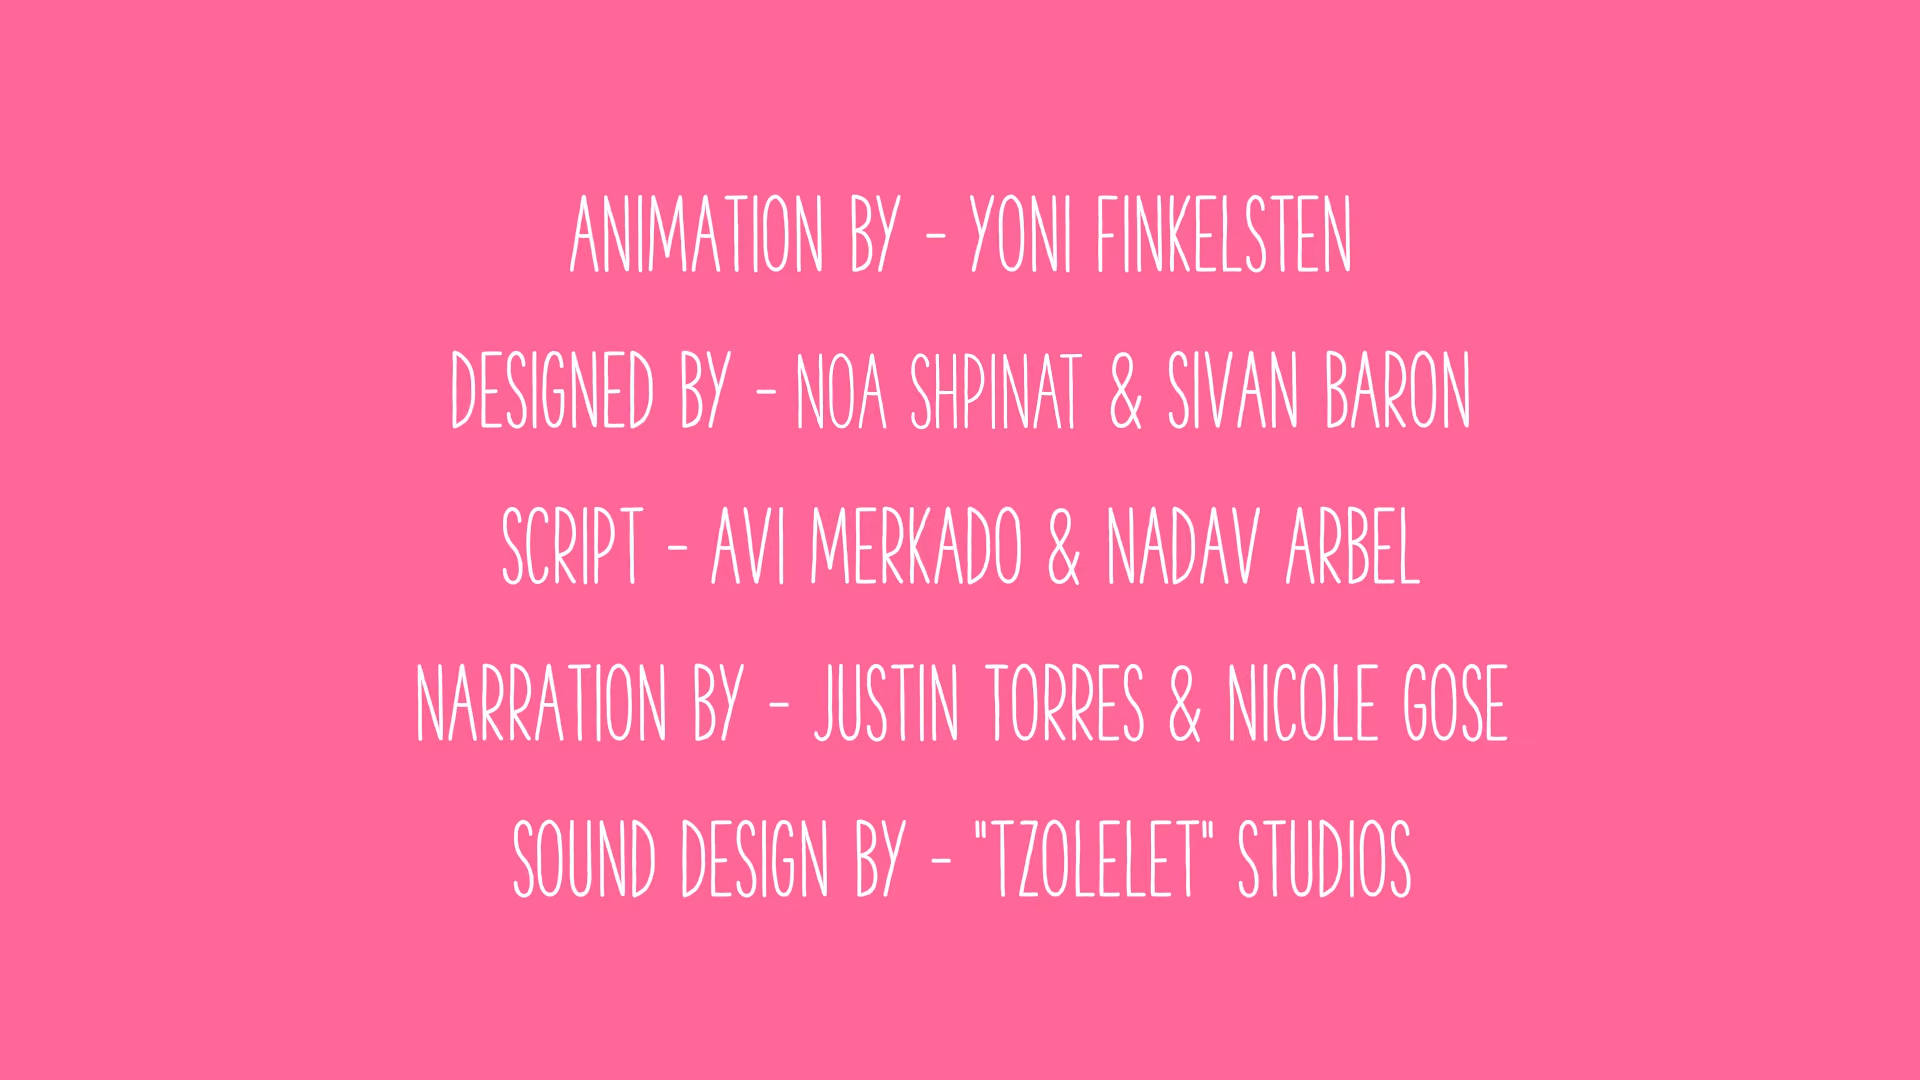 ANIMATION BY - YONI FINKELSTEN
DESIGNED BY - NOA SHPINAT & SIVAN BARON
SCRIPT - AVI MERKADO & NADAV ARBEL
NARRATION BY - JUSTIN TORRES & NICOLE GOSE
SOUND DESIGN BY - "TZOLELET" STUDIOS